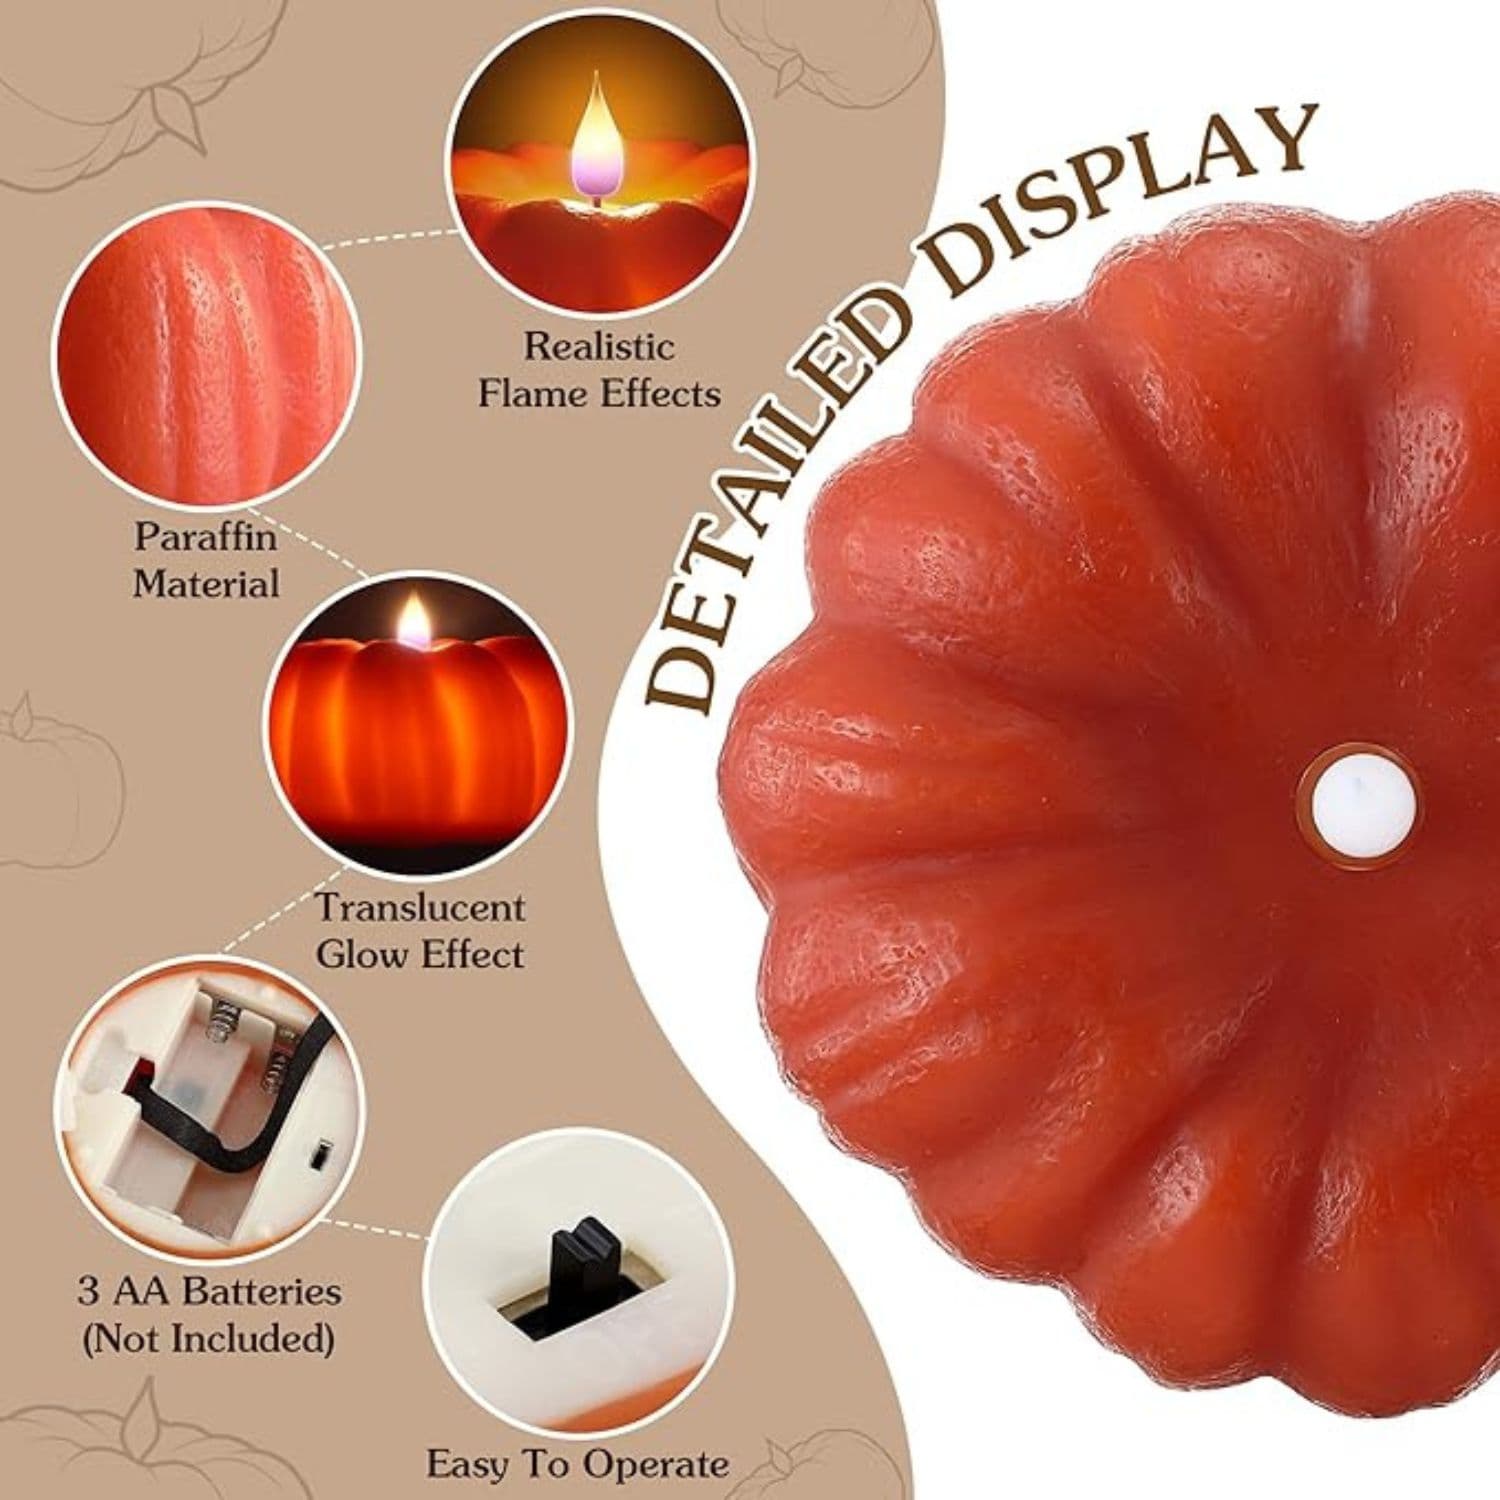 DETAILED DISPLAY
Realistic
Flame Effects
Paraffin
Material
Translucent
Glow Effect
3 AA Batteries
(Not Included)
Easy To Operate